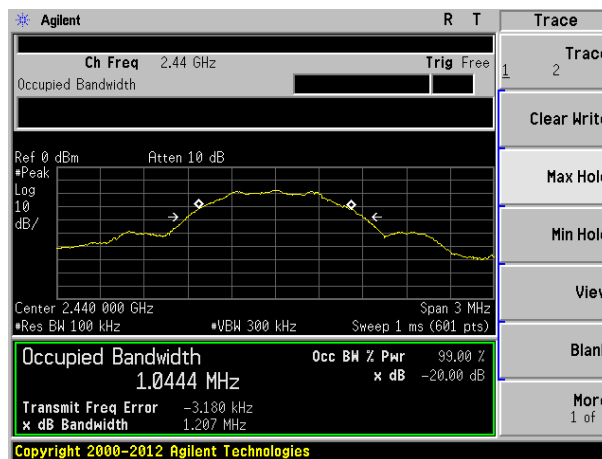 Agilent R T Trace
Ch Freq 2.44 GHz Trig Free
Occupied Bandwidth
Trace
1 2
Clear Write
Max Hold
Min Hold
View
Blank
More
1 of
Ref 0 dBm Atten 10 dB
#Peak
Log
10
dB/
Center 2.440 000 GHz Span 3 MHz
#Res BW 100 kHz #VBW 300 kHz Sweep 1 ms (601 pts)
Occupied Bandwidth Occ BW % Pwr 99.00 %
1.0444 MHz x dB -20.00 dB
Transmit Freq Error -3.180 kHz
x dB Bandwidth 1.207 MHz
Copyright 2000-2012 Agilent Technologies